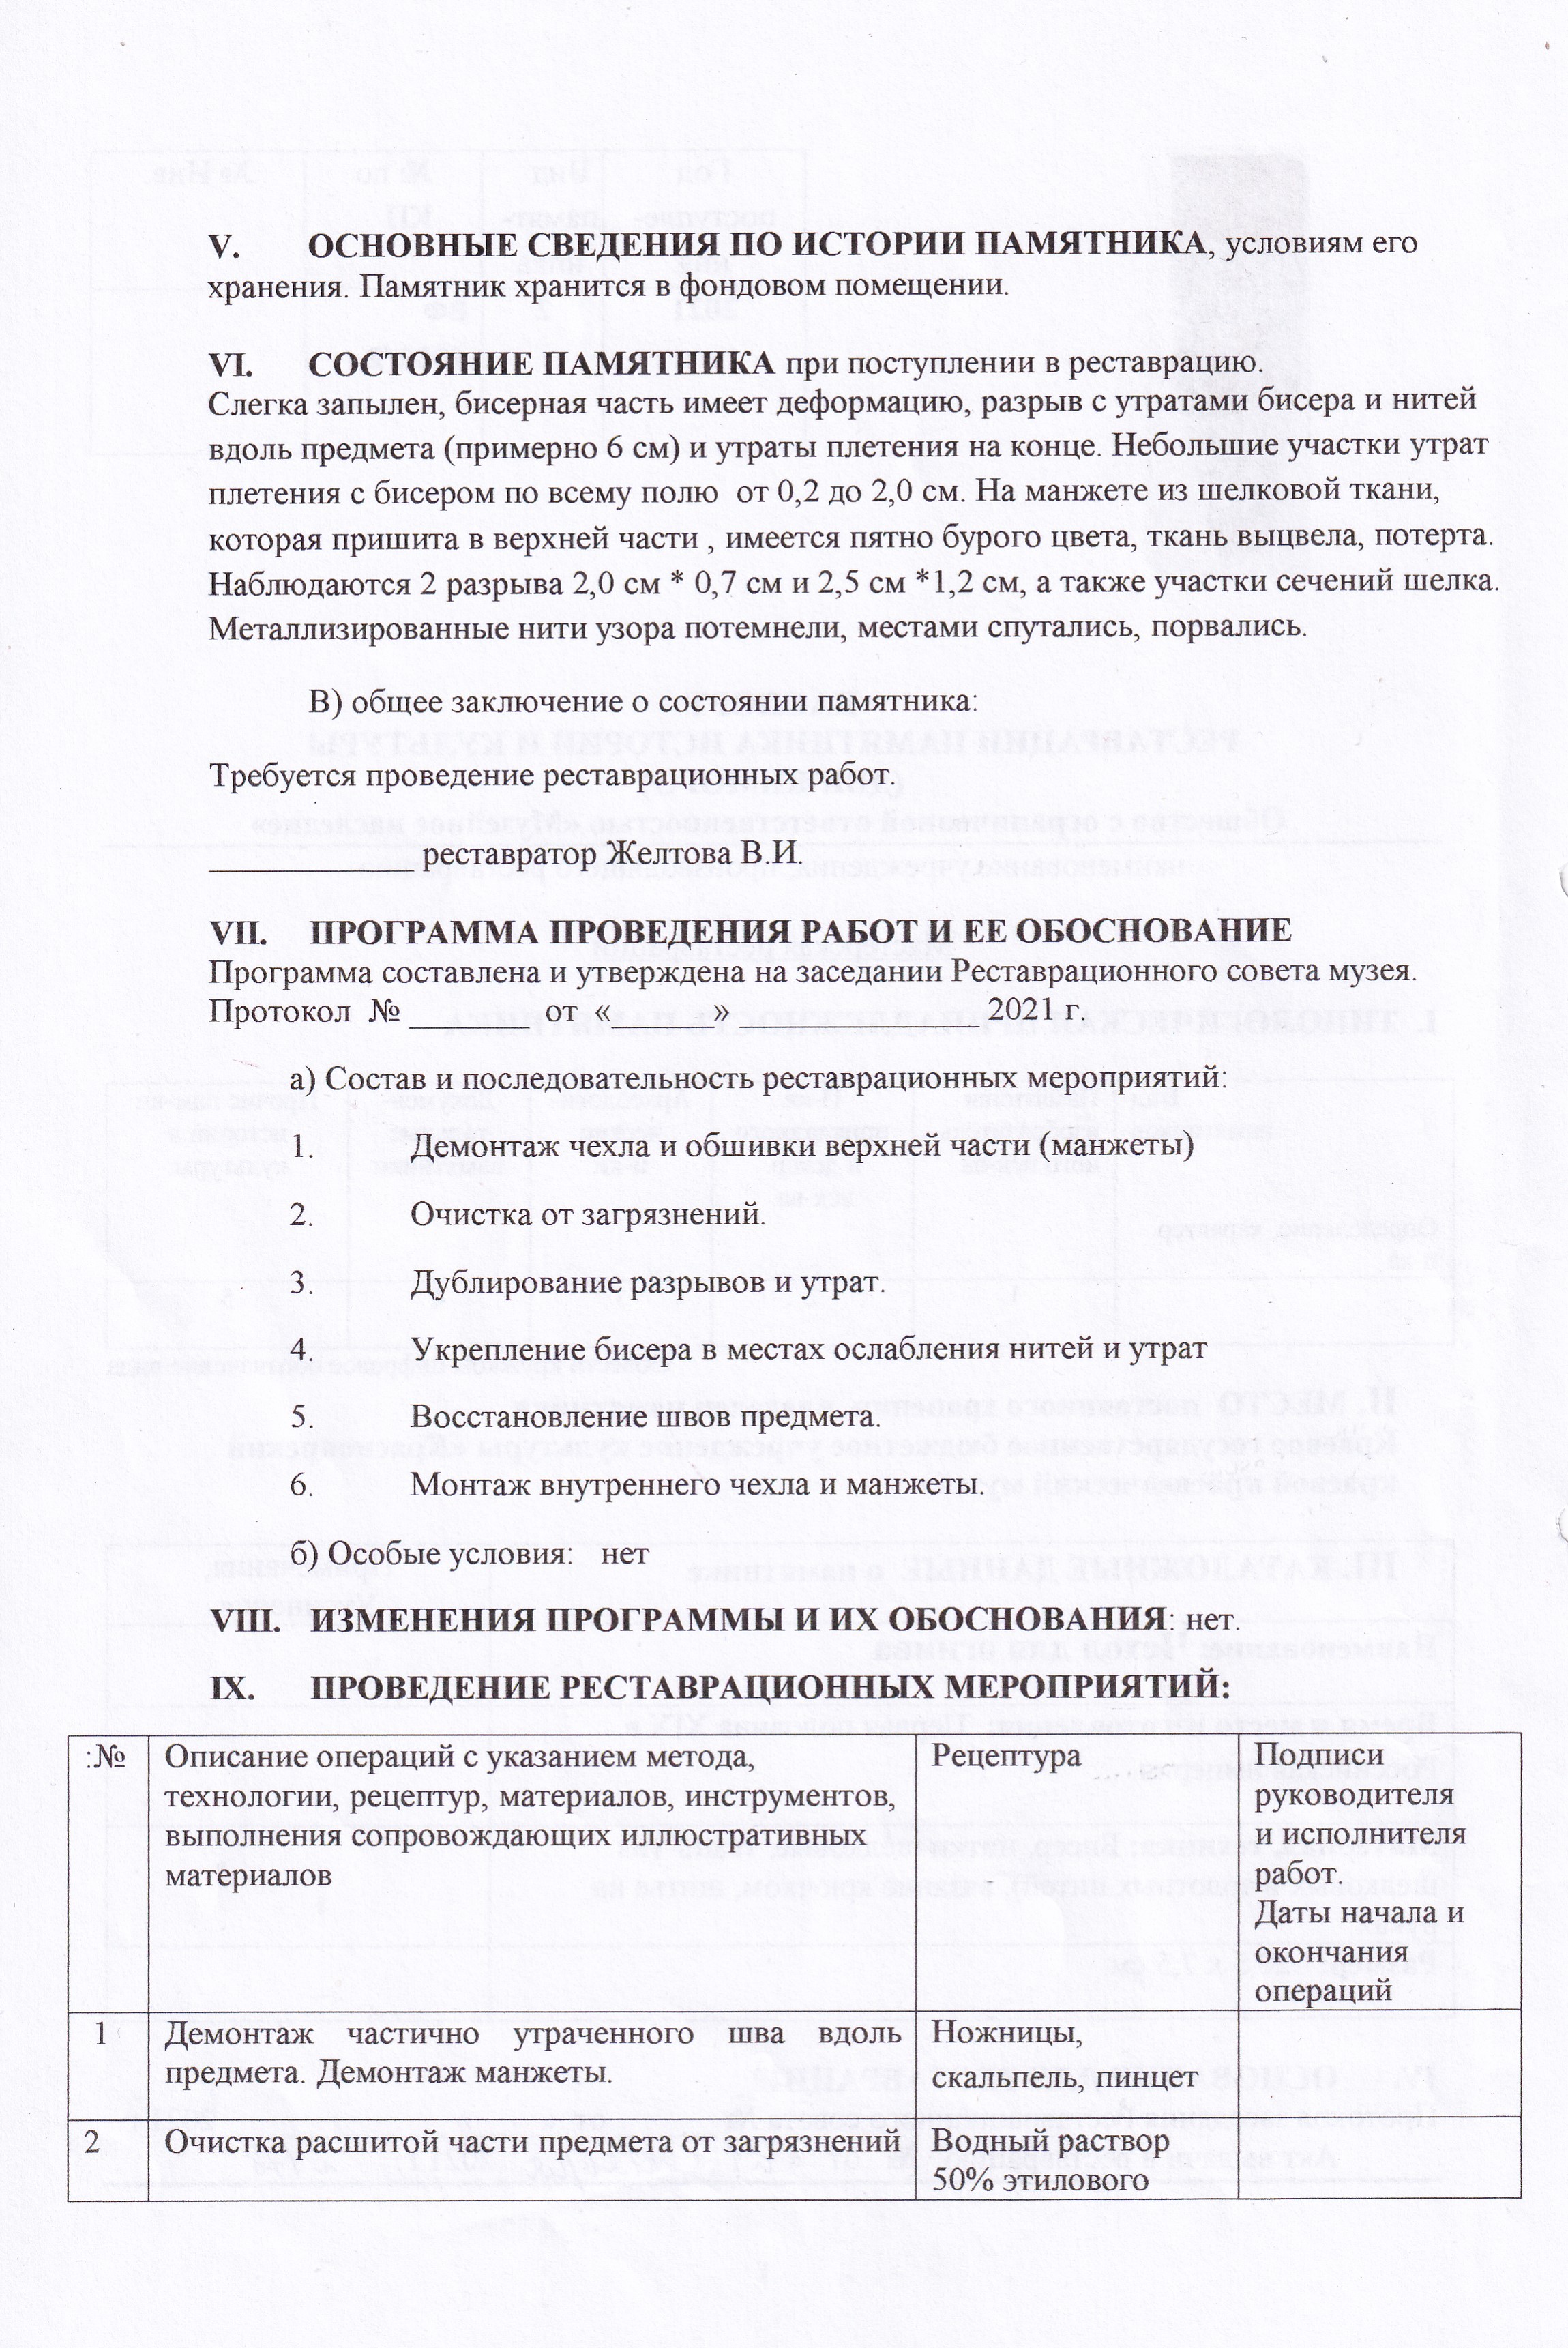 V. ОСНОВНЫЕ СВЕДЕНИЯ ПО ИСТОРИИ ПАМЯТНИКА, условиям его
хранения. Памятник хранится в фондовом помещении.
VI. СОСТОЯНИЕ ПАМЯТНИКА при поступлении в реставрацию.
Слегка запылен, бисерная часть имеет деформацию, разрыв с утратами бисера и нитей
вдоль предмета (примерно 6 см) и утраты плетения на конце. Небольшие участки утрат
плетения с бисером по всему полю от 0,2 до 2,0 см. На манжете из шелковой ткани,
которая пришита в верхней части , имеется пятно бурого цвета, ткань выцвела, потерта.
Наблюдаются 2 разрыва 2,0 см * 0,7 см и 2,5 см *1,2 см, а также участки сечений шелка.
Металлизированные нити узора потемнели, местами спутались, порвались.
В) общее заключение о состоянии памятника:
Требуется проведение реставрационных работ.
____________ реставратор Желтова В.И.
VII. ПРОГРАММА ПРОВЕДЕНИЯ РАБОТ И ЕЕ ОБОСНОВАНИЕ
Программа составлена и утверждена на заседании Реставрационного совета музея.
Протокол № _______ от « » ______________2021 г.
а) Состав и последовательность реставрационных мероприятий:
1. Демонтаж чехла и обшивки верхней части (манжеты)
2. Очистка от загрязнений.
3. Дублирование разрывов и утрат.
4. Укрепление бисера в местах ослабления нитей и утрат
5. Восстановление швов предмета.
6. Монтаж внутреннего чехла и манжеты.
б) Особые условия: нет
VIII. ИЗМЕНЕНИЯ ПРОГРАММЫ И ИХ ОБОСНОВАНИЯ: нет.
IX. ПРОВЕДЕНИЕ РЕСТАВРАЦИОННЫХ МЕРОПРИЯТИЙ:
:№
Описание операций с указанием метода,
технологии, рецептур, материалов, инструментов,
выполнения сопровождающих иллюстративных
материалов
Рецептура
Подписи
руководителя
и исполнителя
работ.
Даты начала и
окончания
операций
1
Демонтаж частично утраченного шва вдоль
предмета. Демонтаж манжеты.
Ножницы,
скальпель, пинцет
2
Очистка расшитой части предмета от загрязнений
Водный раствор
50% этилового